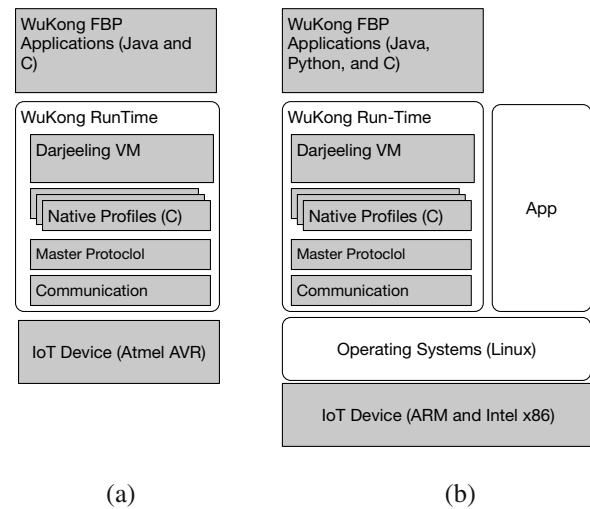 WuKong FBP
Applications (Java and
C)
WuKong RunTime
Darjeeling VM
Native Profiles (C)
Master Protoclol
Communication
IoT Device (Atmel AVR)
(a)
WuKong FBP
Applications (Java,
Python, and C)
WuKong Run-Time
Darjeeling VM
Native Profiles (C)
Master Protoclol
Communication
App
Operating Systems (Linux)
IoT Device (ARM and Intel x86)
(b)